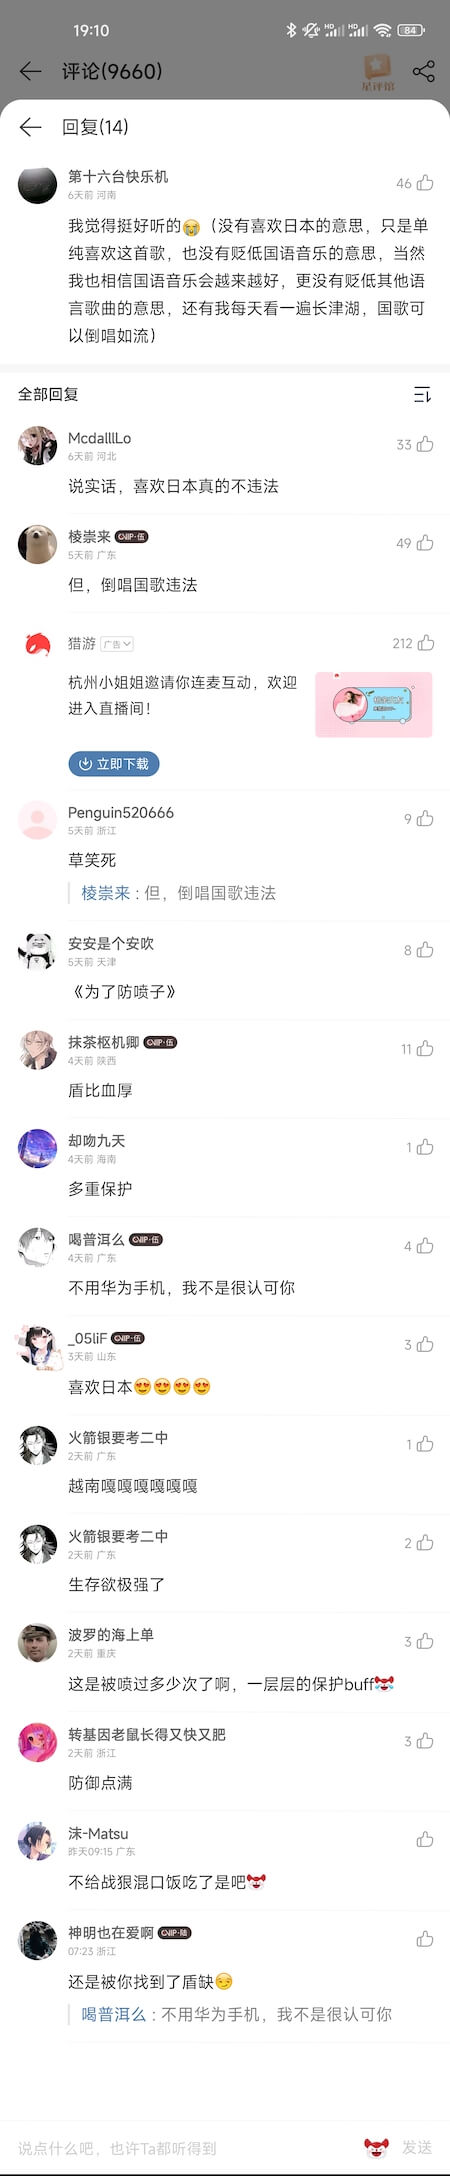 19:10
HD
HD
84
评论(9660)
星评馆
回复(14)
第十六台快乐机
46
6天前 河南
我觉得挺好听的😭（没有喜欢日本的意思，只是单
纯喜欢这首歌，也没有贬低国语音乐的意思，当然
我也相信国语音乐会越来越好，更没有贬低其他语
言歌曲的意思，还有我每天看一遍长津湖，国歌可
以倒唱如流）
全部回复
McdalllLo
33
6天前 河北
说实话，喜欢日本真的不违法
棱崇来 VIP·伍
49
5天前 广东
但，倒唱国歌违法
猎游 广告
212
杭州小姐姐邀请你连麦互动，欢迎
进入直播间！
立即下载
Penguin520666
9
5天前 浙江
草笑死
棱崇来：但，倒唱国歌违法
安安是个安吹
8
5天前 天津
《为了防喷子》
抹茶枢机卿 VIP·伍
11
4天前 陕西
盾比血厚
却吻九天
1
4天前 海南
多重保护
喝普洱么 VIP·伍
4
4天前 广东
不用华为手机，我不是很认可你
_05liF VIP·伍
3
3天前 山东
喜欢日本😍😍😍😍
火箭银要考二中
1
2天前 广东
越南嘎嘎嘎嘎嘎嘎
火箭银要考二中
2
2天前 广东
生存欲极强了
波罗的海上单
3
2天前 重庆
这是被喷过多少次了啊，一层层的保护buff
转基因老鼠长得又快又肥
3
2天前 浙江
防御点满
沫-Matsu
昨天09:15 广东
不给战狠混口饭吃了是吧
神明也在爱啊 VIP·陆
07:23 浙江
还是被你找到了盾缺😏
喝普洱么：不用华为手机，我不是很认可你
说点什么吧，也许Ta都听得到
发送